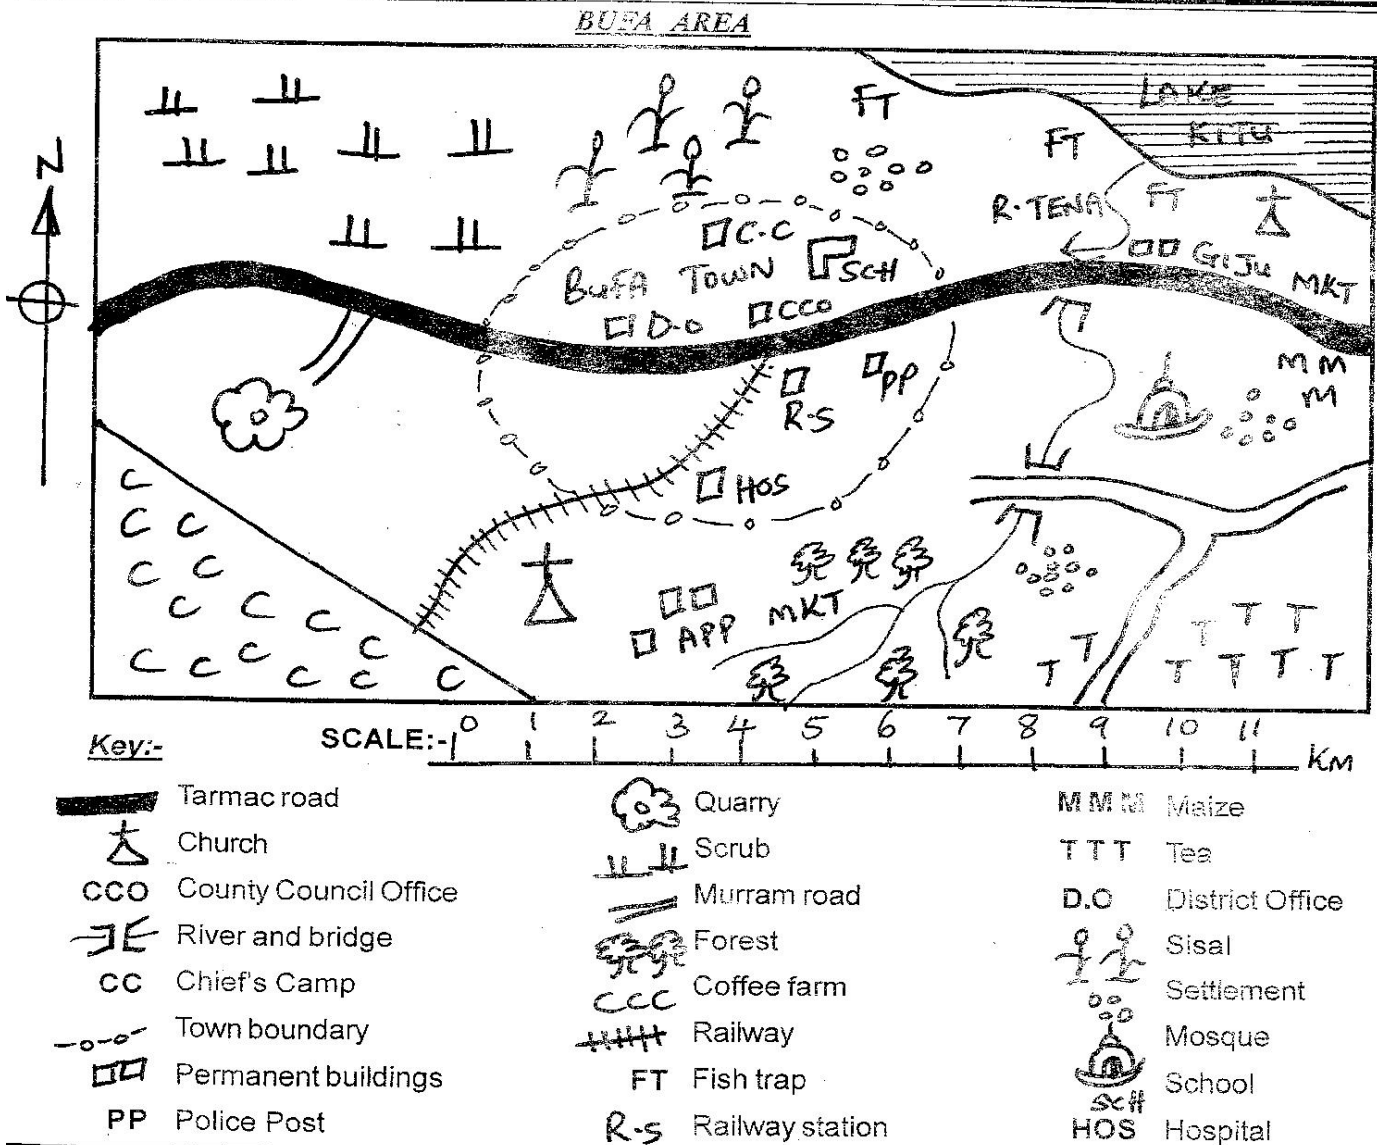 BUFA AREA
N
LAKE
KITU
FT
FT
FT
R.TENA
C.C
SCH
BUFA TOWN
GIJU MKT
D-O
CCO
PP
R-S
HOS
M M
M
MKT
APP
C
C C
C C
C C C C
C C C C C C
T T T
T T
T T T T
SCALE:- 0 1 2 3 4 5 6 7 8 9 10 11 KM
Key:-
Tarmac road
Church
CCO County Council Office
River and bridge
CC Chief's Camp
Town boundary
Permanent buildings
PP Police Post
Quarry
Scrub
Murram road
Forest
CCC Coffee farm
Railway
FT Fish trap
R-S Railway station
M M M Maize
T T T Tea
D.O District Office
Sisal
Settlement
Mosque
SCH School
HOS Hospital